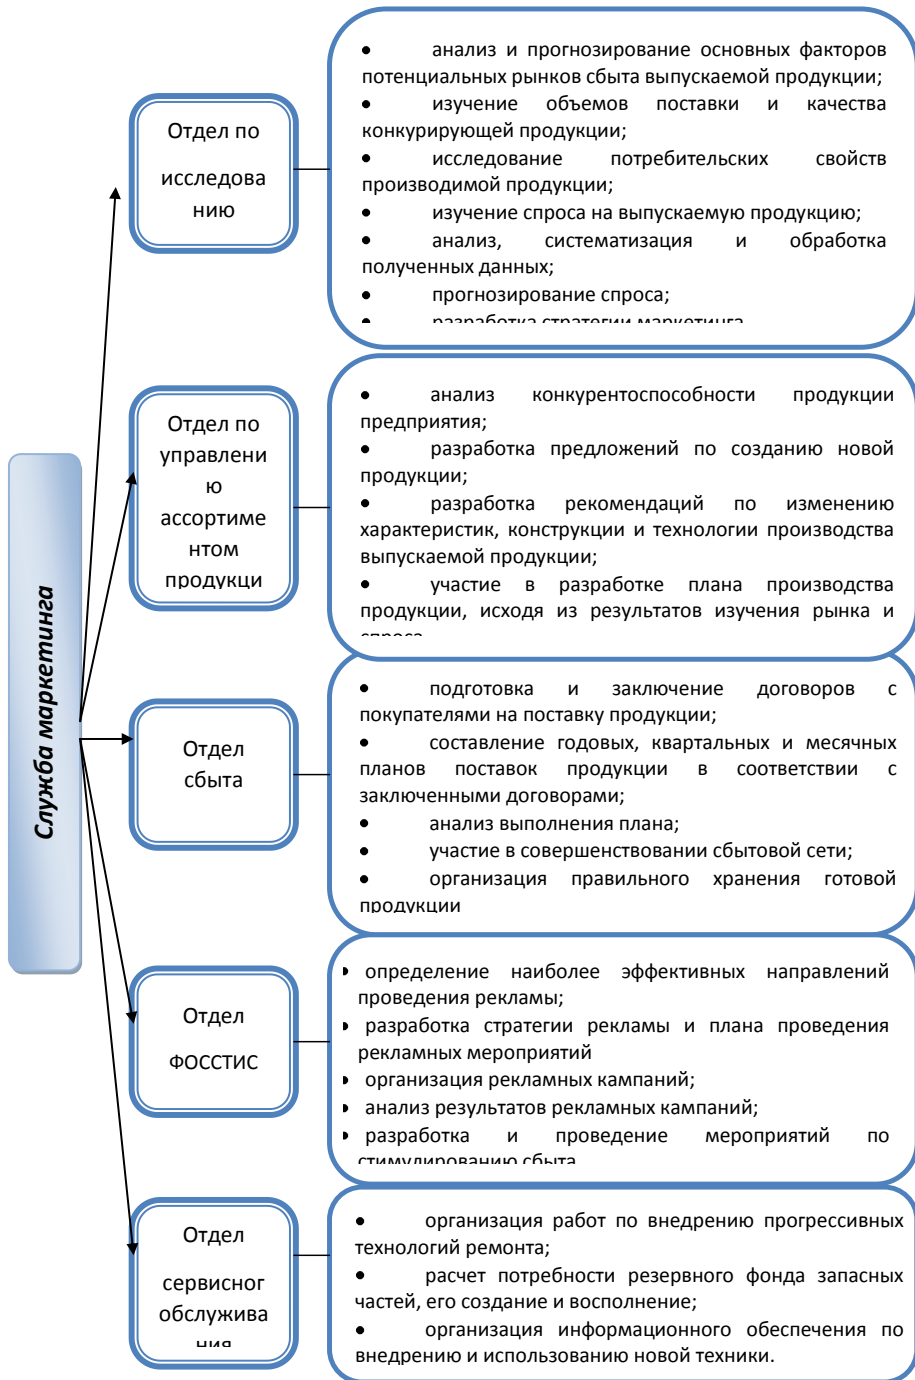 Служба маркетинга
Отдел по
исследова
нию
анализ и прогнозирование основных факторов
потенциальных рынков сбыта выпускаемой продукции;
изучение объемов поставки и качества
конкурирующей продукции;
исследование потребительских свойств
производимой продукции;
изучение спроса на выпускаемую продукцию;
анализ, систематизация и обработка
полученных данных;
прогнозирование спроса;
разработка стратегии маркетинга
Отдел по
управлени
ю
ассортиме
нтом
продукци
анализ конкурентоспособности продукции
предприятия;
разработка предложений по созданию новой
продукции;
разработка рекомендаций по изменению
характеристик, конструкции и технологии производства
выпускаемой продукции;
участие в разработке плана производства
продукции, исходя из результатов изучения рынка и
спроса
Отдел
сбыта
подготовка и заключение договоров с
покупателями на поставку продукции;
составление годовых, квартальных и месячных
планов поставок продукции в соответствии с
заключенными договорами;
анализ выполнения плана;
участие в совершенствовании сбытовой сети;
организация правильного хранения готовой
продукции
Отдел
ФОССТИС
определение наиболее эффективных направлений
проведения рекламы;
разработка стратегии рекламы и плана проведения
рекламных мероприятий
организация рекламных кампаний;
анализ результатов рекламных кампаний;
разработка и проведение мероприятий по
стимулированию сбыта
Отдел
сервисног
обслужива
ния
организация работ по внедрению прогрессивных
технологий ремонта;
расчет потребности резервного фонда запасных
частей, его создание и восполнение;
организация информационного обеспечения по
внедрению и использованию новой техники.